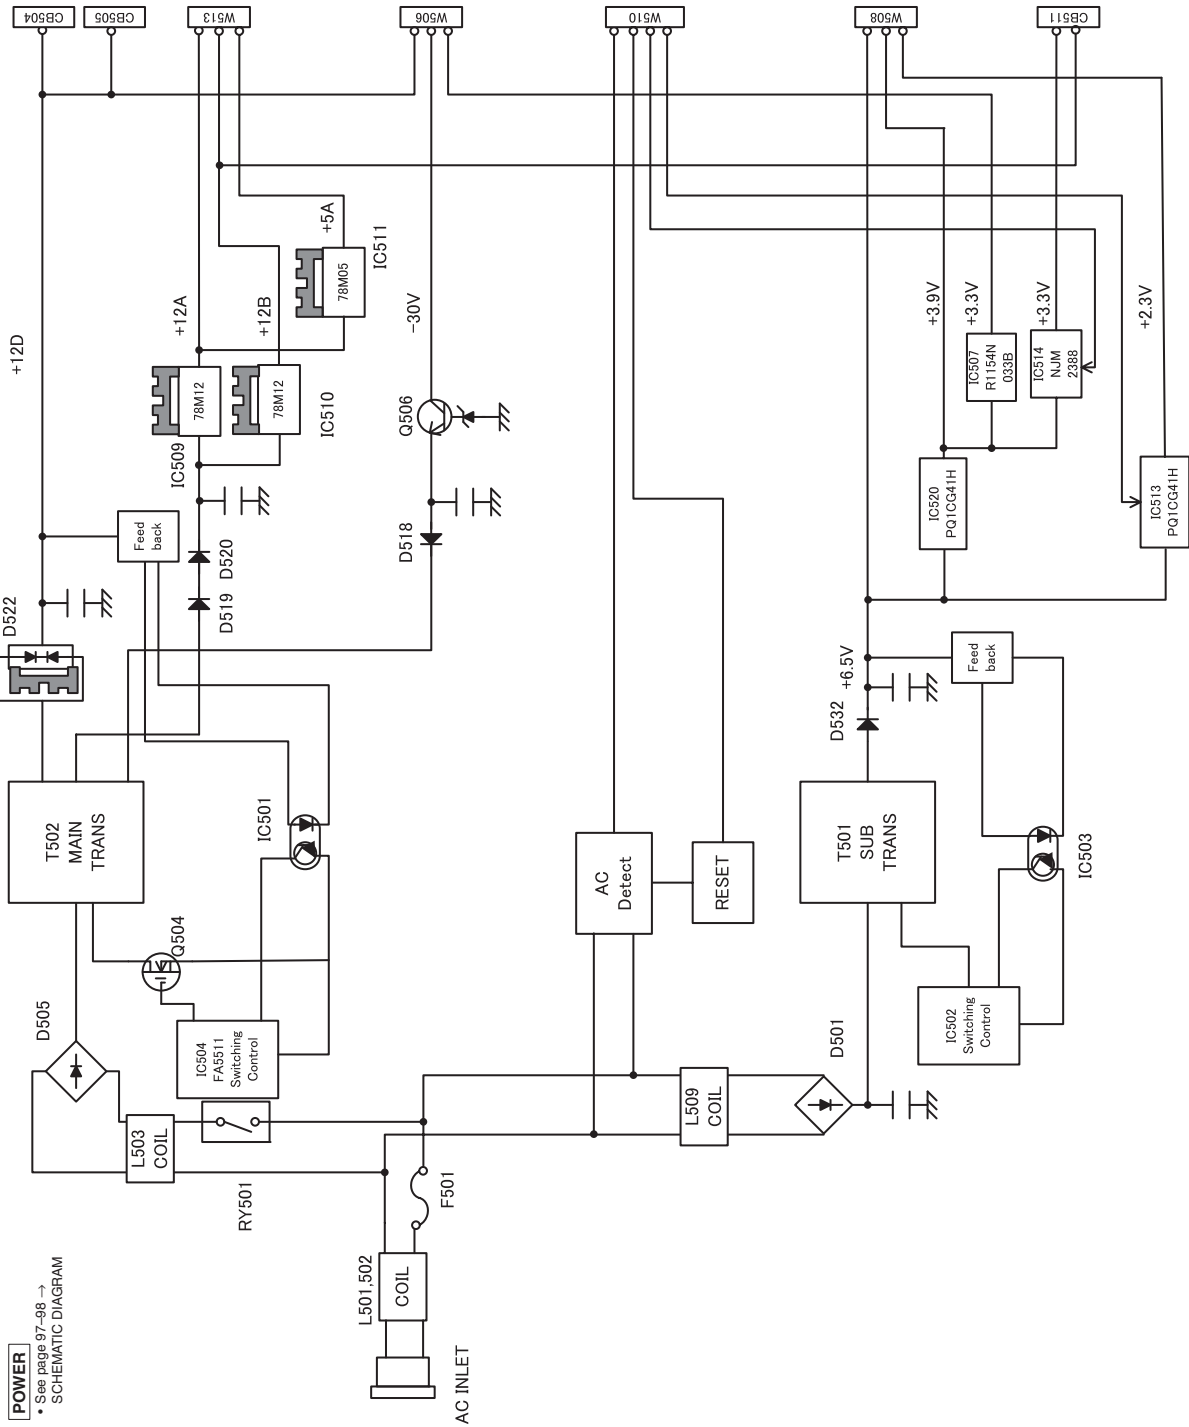 CB504
CB505
W513
W506
W510
W508
CB511
+12D
+12A
+12B
+5A
-30V
+3.9V
+3.3V
+3.3V
+2.3V
78M05
IC511
78M12
IC509
78M12
IC510
Q506
IC507
R1154N
033B
IC514
NJM
2388
IC520
PQ1CG41H
IC513
PQ1CG41H
Feed
back
D520
D519
D518
D522
Feed
back
+6.5V
D532
T502
MAIN
TRANS
IC501
AC
Detect
RESET
T501
SUB
TRANS
IC503
Q504
D505
IC504
FA5511
Switching
Control
IC502
Switching
Control
D501
L503
COIL
L509
COIL
RY501
F501
L501,502
COIL
AC INLET
POWER
• See page 97-98 →
SCHEMATIC DIAGRAM